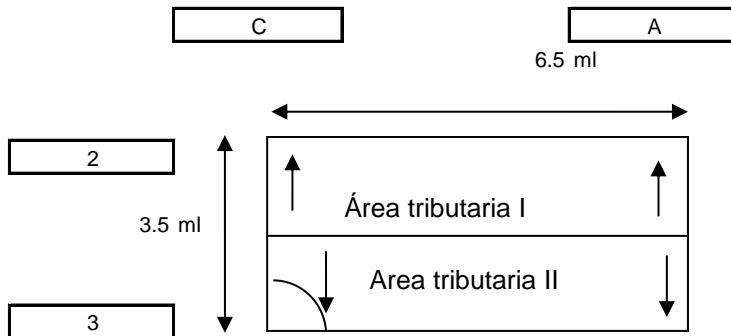 C
A
6.5 ml
2
3.5 ml
Área tributaria I
Area tributaria II
3